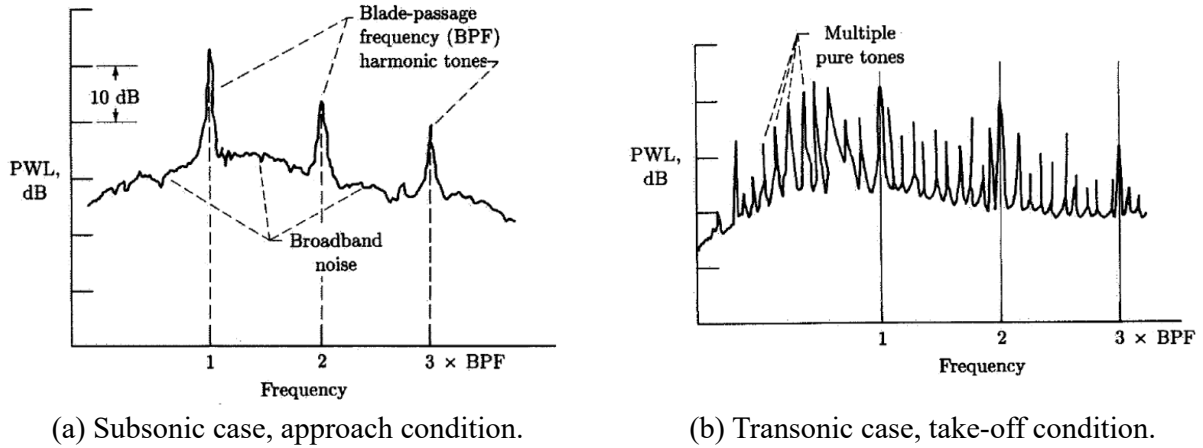 Blade-passage
frequency (BPF)
harmonic tones
10 dB
PWL,
dB
Broadband
noise
1
2
3 × BPF
Frequency
(a) Subsonic case, approach condition.
Multiple
pure tones
PWL,
dB
1
2
3 × BPF
Frequency
(b) Transonic case, take-off condition.